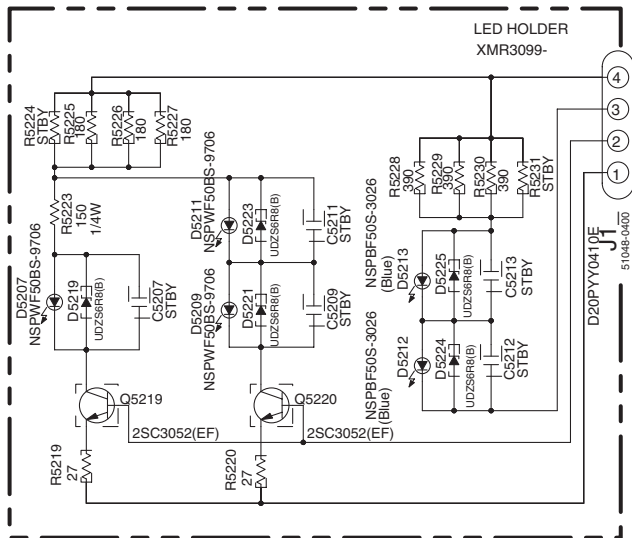 LED HOLDER
XMR3099-
4
3
2
1
J1
51048-0400
D20PYY0410E
R5224
STBY
R5225
180
R5226
180
R5227
180
R5223
150
1/4W
D5207
NSPWF50BS-9706
D5219
UDZS6R8(B)
C5207
STBY
D5211
NSPWF50BS-9706
D5223
UDZS6R8(B)
C5211
STBY
D5209
NSPWF50BS-9706
D5221
UDZS6R8(B)
C5209
STBY
R5228
390
R5229
390
R5230
390
R5231
STBY
NSPBF50S-3026
(Blue)
D5213
D5225
UDZS6R8(B)
C5213
STBY
NSPBF50S-3026
(Blue)
D5212
D5224
UDZS6R8(B)
C5212
STBY
Q5219
2SC3052(EF)
Q5220
2SC3052(EF)
R5219
27
R5220
27